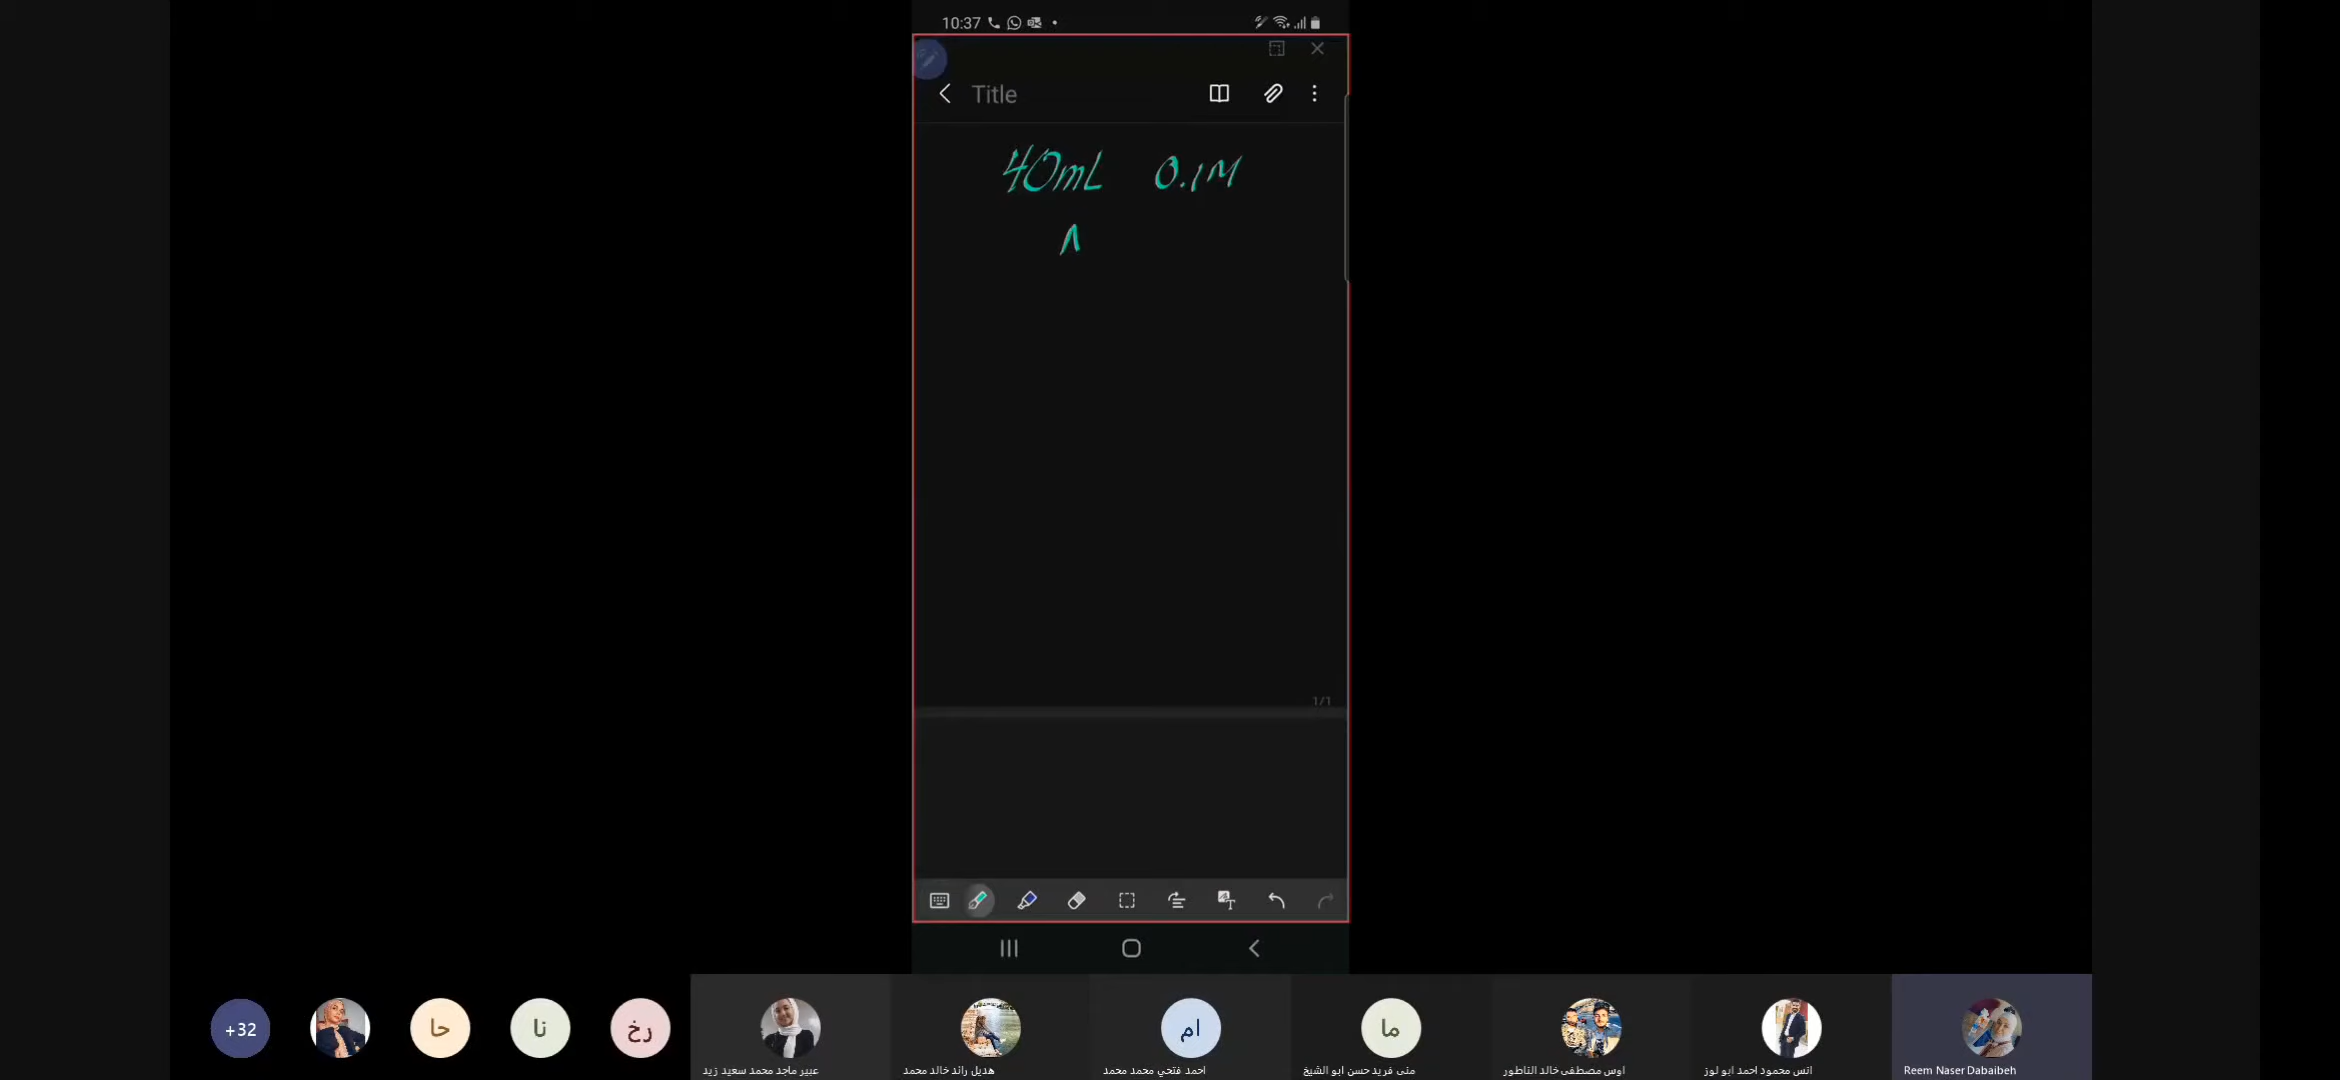 10:37
Title
40mL 0.1M
1/1
+32
حا
نا
رخ
عبير ماجد محمد سعيد زيد
هديل رائد خالد محمد
ام
احمد فتحي محمد محمد
ما
منى فريد حسن ابو الشيخ
اوس مصطفى خالد الناطور
انس محمود احمد ابو لوز
Reem Naser Dabaibeh